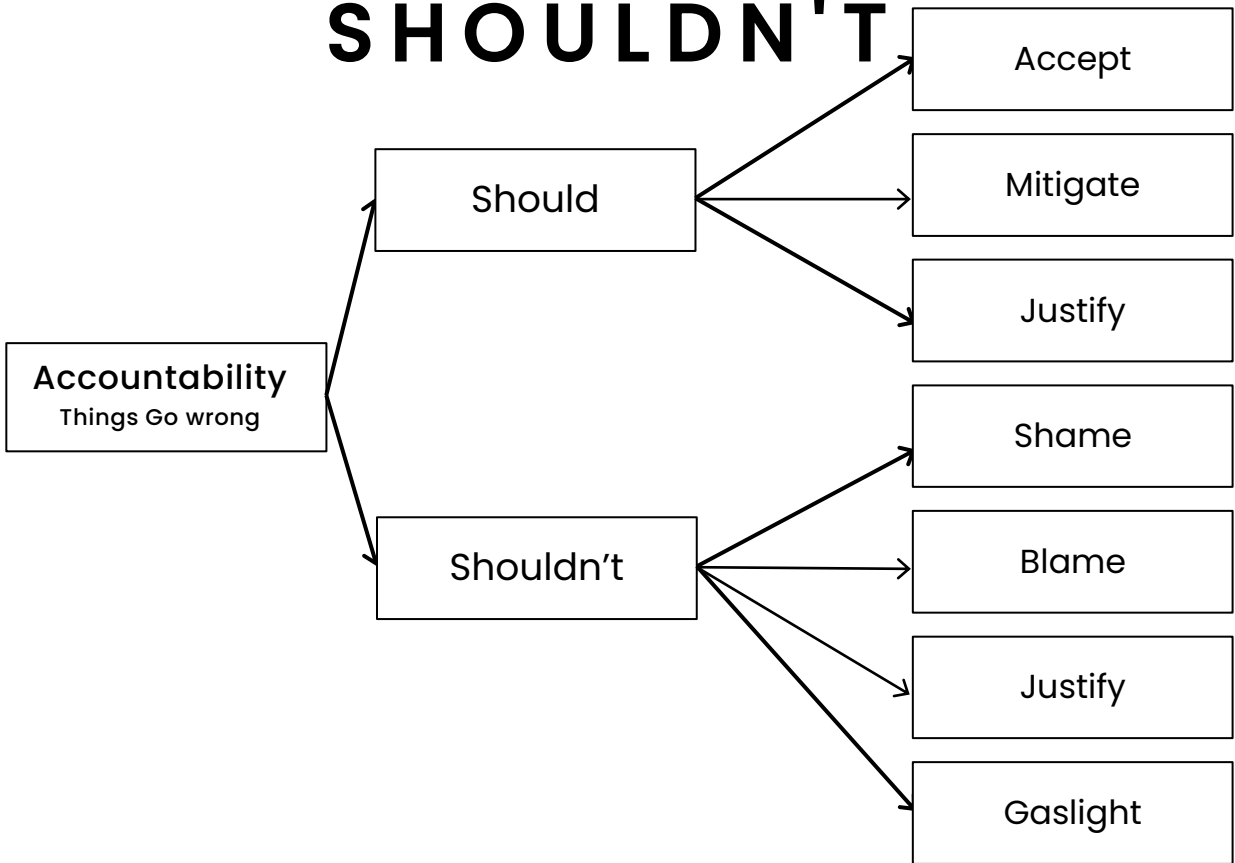 SHOULDN'T
Accept
Mitigate
Should
Justify
Accountability
Things Go wrong
Shame
Blame
Shouldn’t
Justify
Gaslight